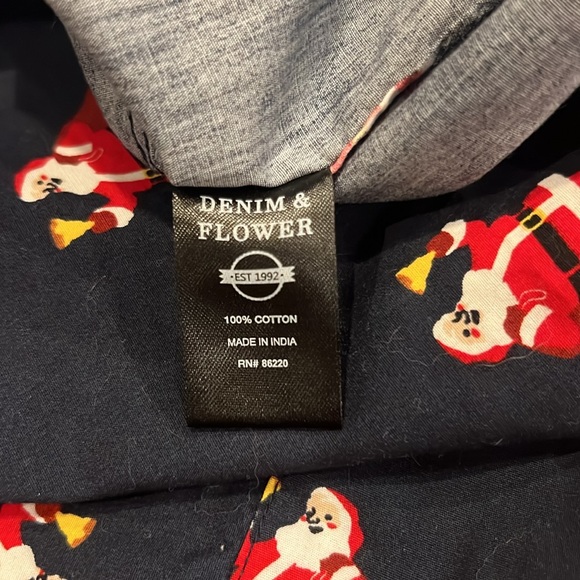 DENIM &
FLOWER
•EST 1992•
100% COTTON
MADE IN INDIA
RN# 86220